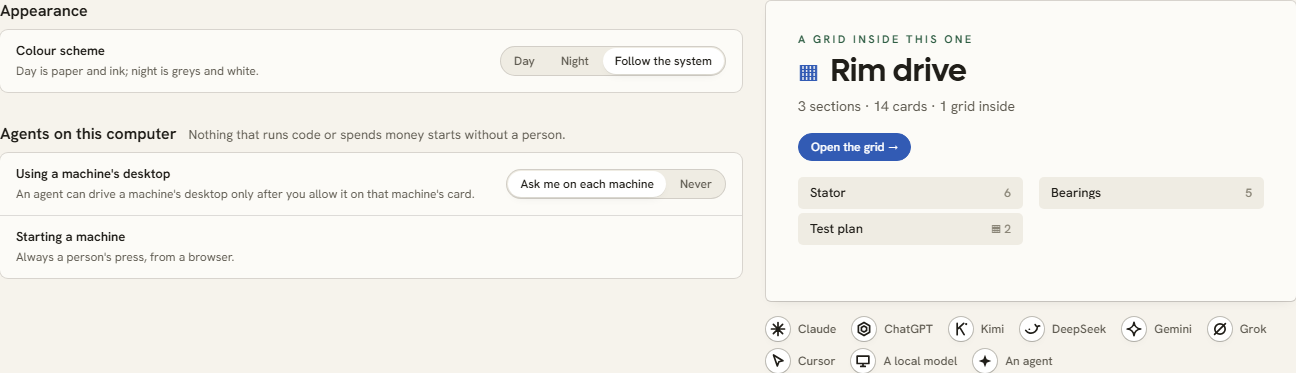 Appearance
Colour scheme
Day is paper and ink; night is greys and white.
Day
Night
Follow the system
Agents on this computer
Nothing that runs code or spends money starts without a person.
Using a machine's desktop
An agent can drive a machine's desktop only after you allow it on that machine's card.
Ask me on each machine
Never
Starting a machine
Always a person's press, from a browser.
A GRID INSIDE THIS ONE
Rim drive
3 sections · 14 cards · 1 grid inside
Open the grid →
Stator 6
Bearings 5
Test plan 2
Claude
ChatGPT
Kimi
DeepSeek
Gemini
Grok
Cursor
A local model
An agent